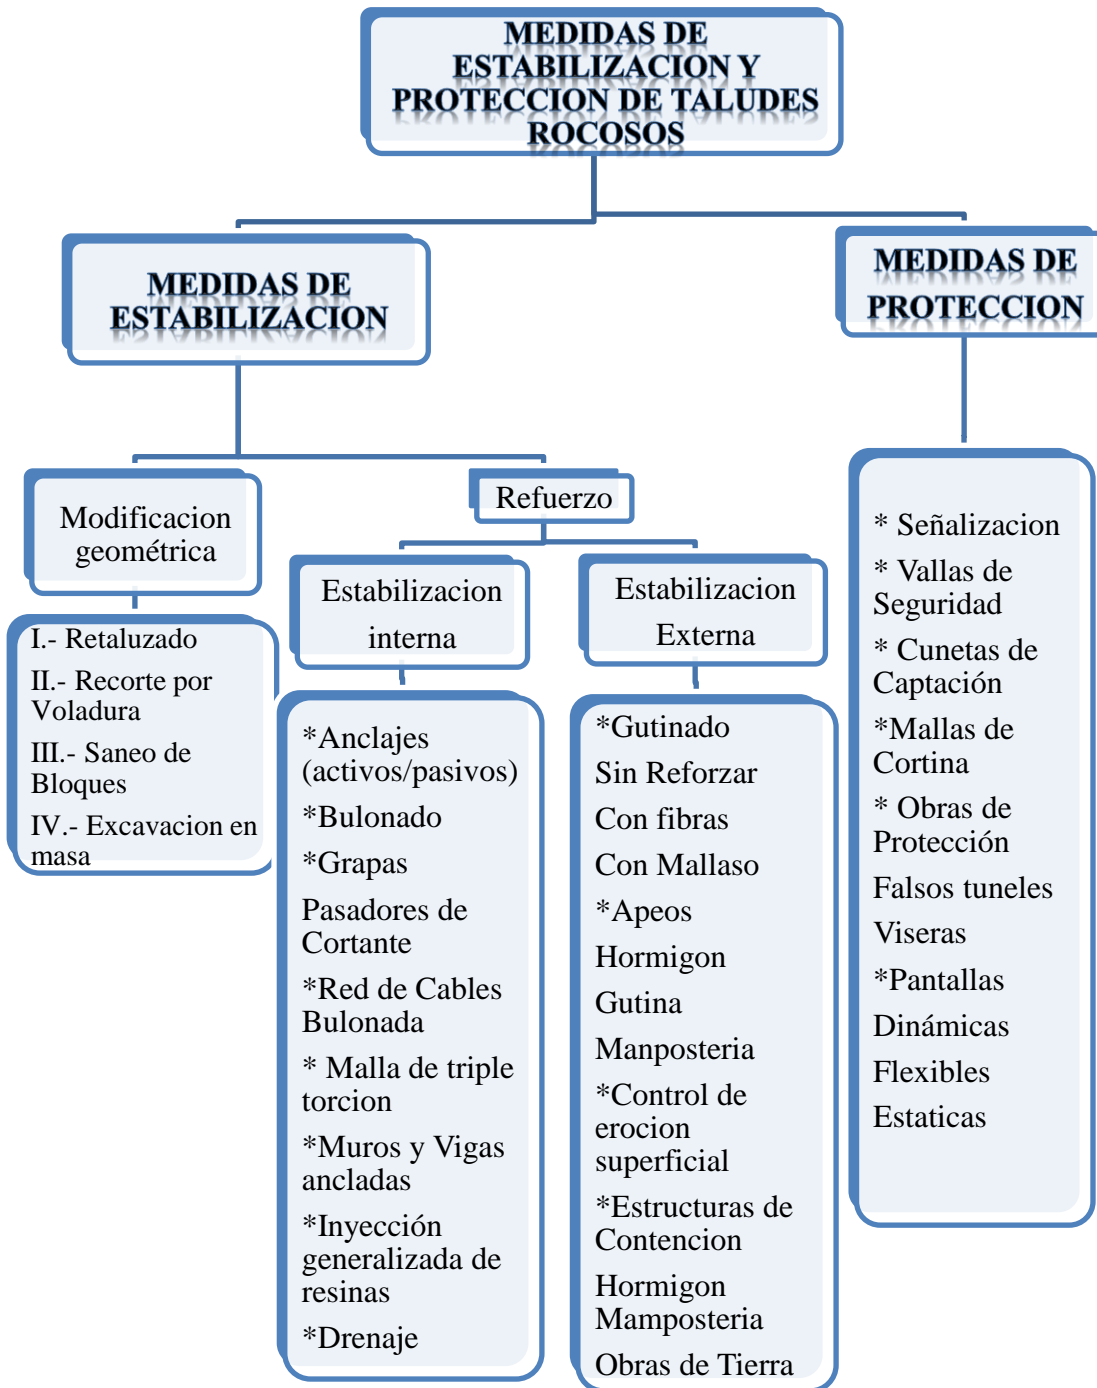 MEDIDAS DE
ESTABILIZACION Y
PROTECCION DE TALUDES
ROCOSOS
MEDIDAS DE
ESTABILIZACION
MEDIDAS DE
PROTECCION
Modificacion
geométrica
Refuerzo
I.- Retaluzado
II.- Recorte por
Voladura
III.- Saneo de
Bloques
IV.- Excavacion en
masa
Estabilizacion
interna
*Anclajes
(activos/pasivos)
*Bulonado
*Grapas
Pasadores de
Cortante
*Red de Cables
Bulonada
* Malla de triple
torcion
*Muros y Vigas
ancladas
*Inyección
generalizada de
resinas
*Drenaje
Estabilizacion
Externa
*Gutinado
Sin Reforzar
Con fibras
Con Mallaso
*Apeos
Hormigon
Gutina
Manposteria
*Control de
erocion
superficial
*Estructuras de
Contencion
Hormigon
Mamposteria
Obras de Tierra
* Señalizacion
* Vallas de
Seguridad
* Cunetas de
Captación
*Mallas de
Cortina
* Obras de
Protección
Falsos tuneles
Viseras
*Pantallas
Dinámicas
Flexibles
Estaticas